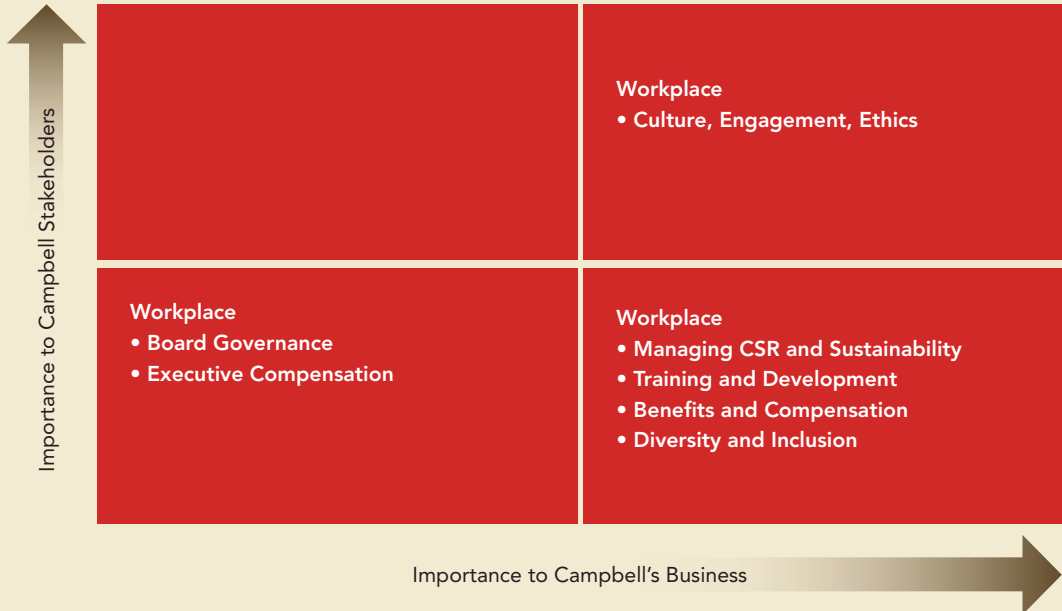 Importance to Campbell Stakeholders
Workplace
• Culture, Engagement, Ethics
Workplace
• Board Governance
• Executive Compensation
Workplace
• Managing CSR and Sustainability
• Training and Development
• Benefits and Compensation
• Diversity and Inclusion
Importance to Campbell's Business